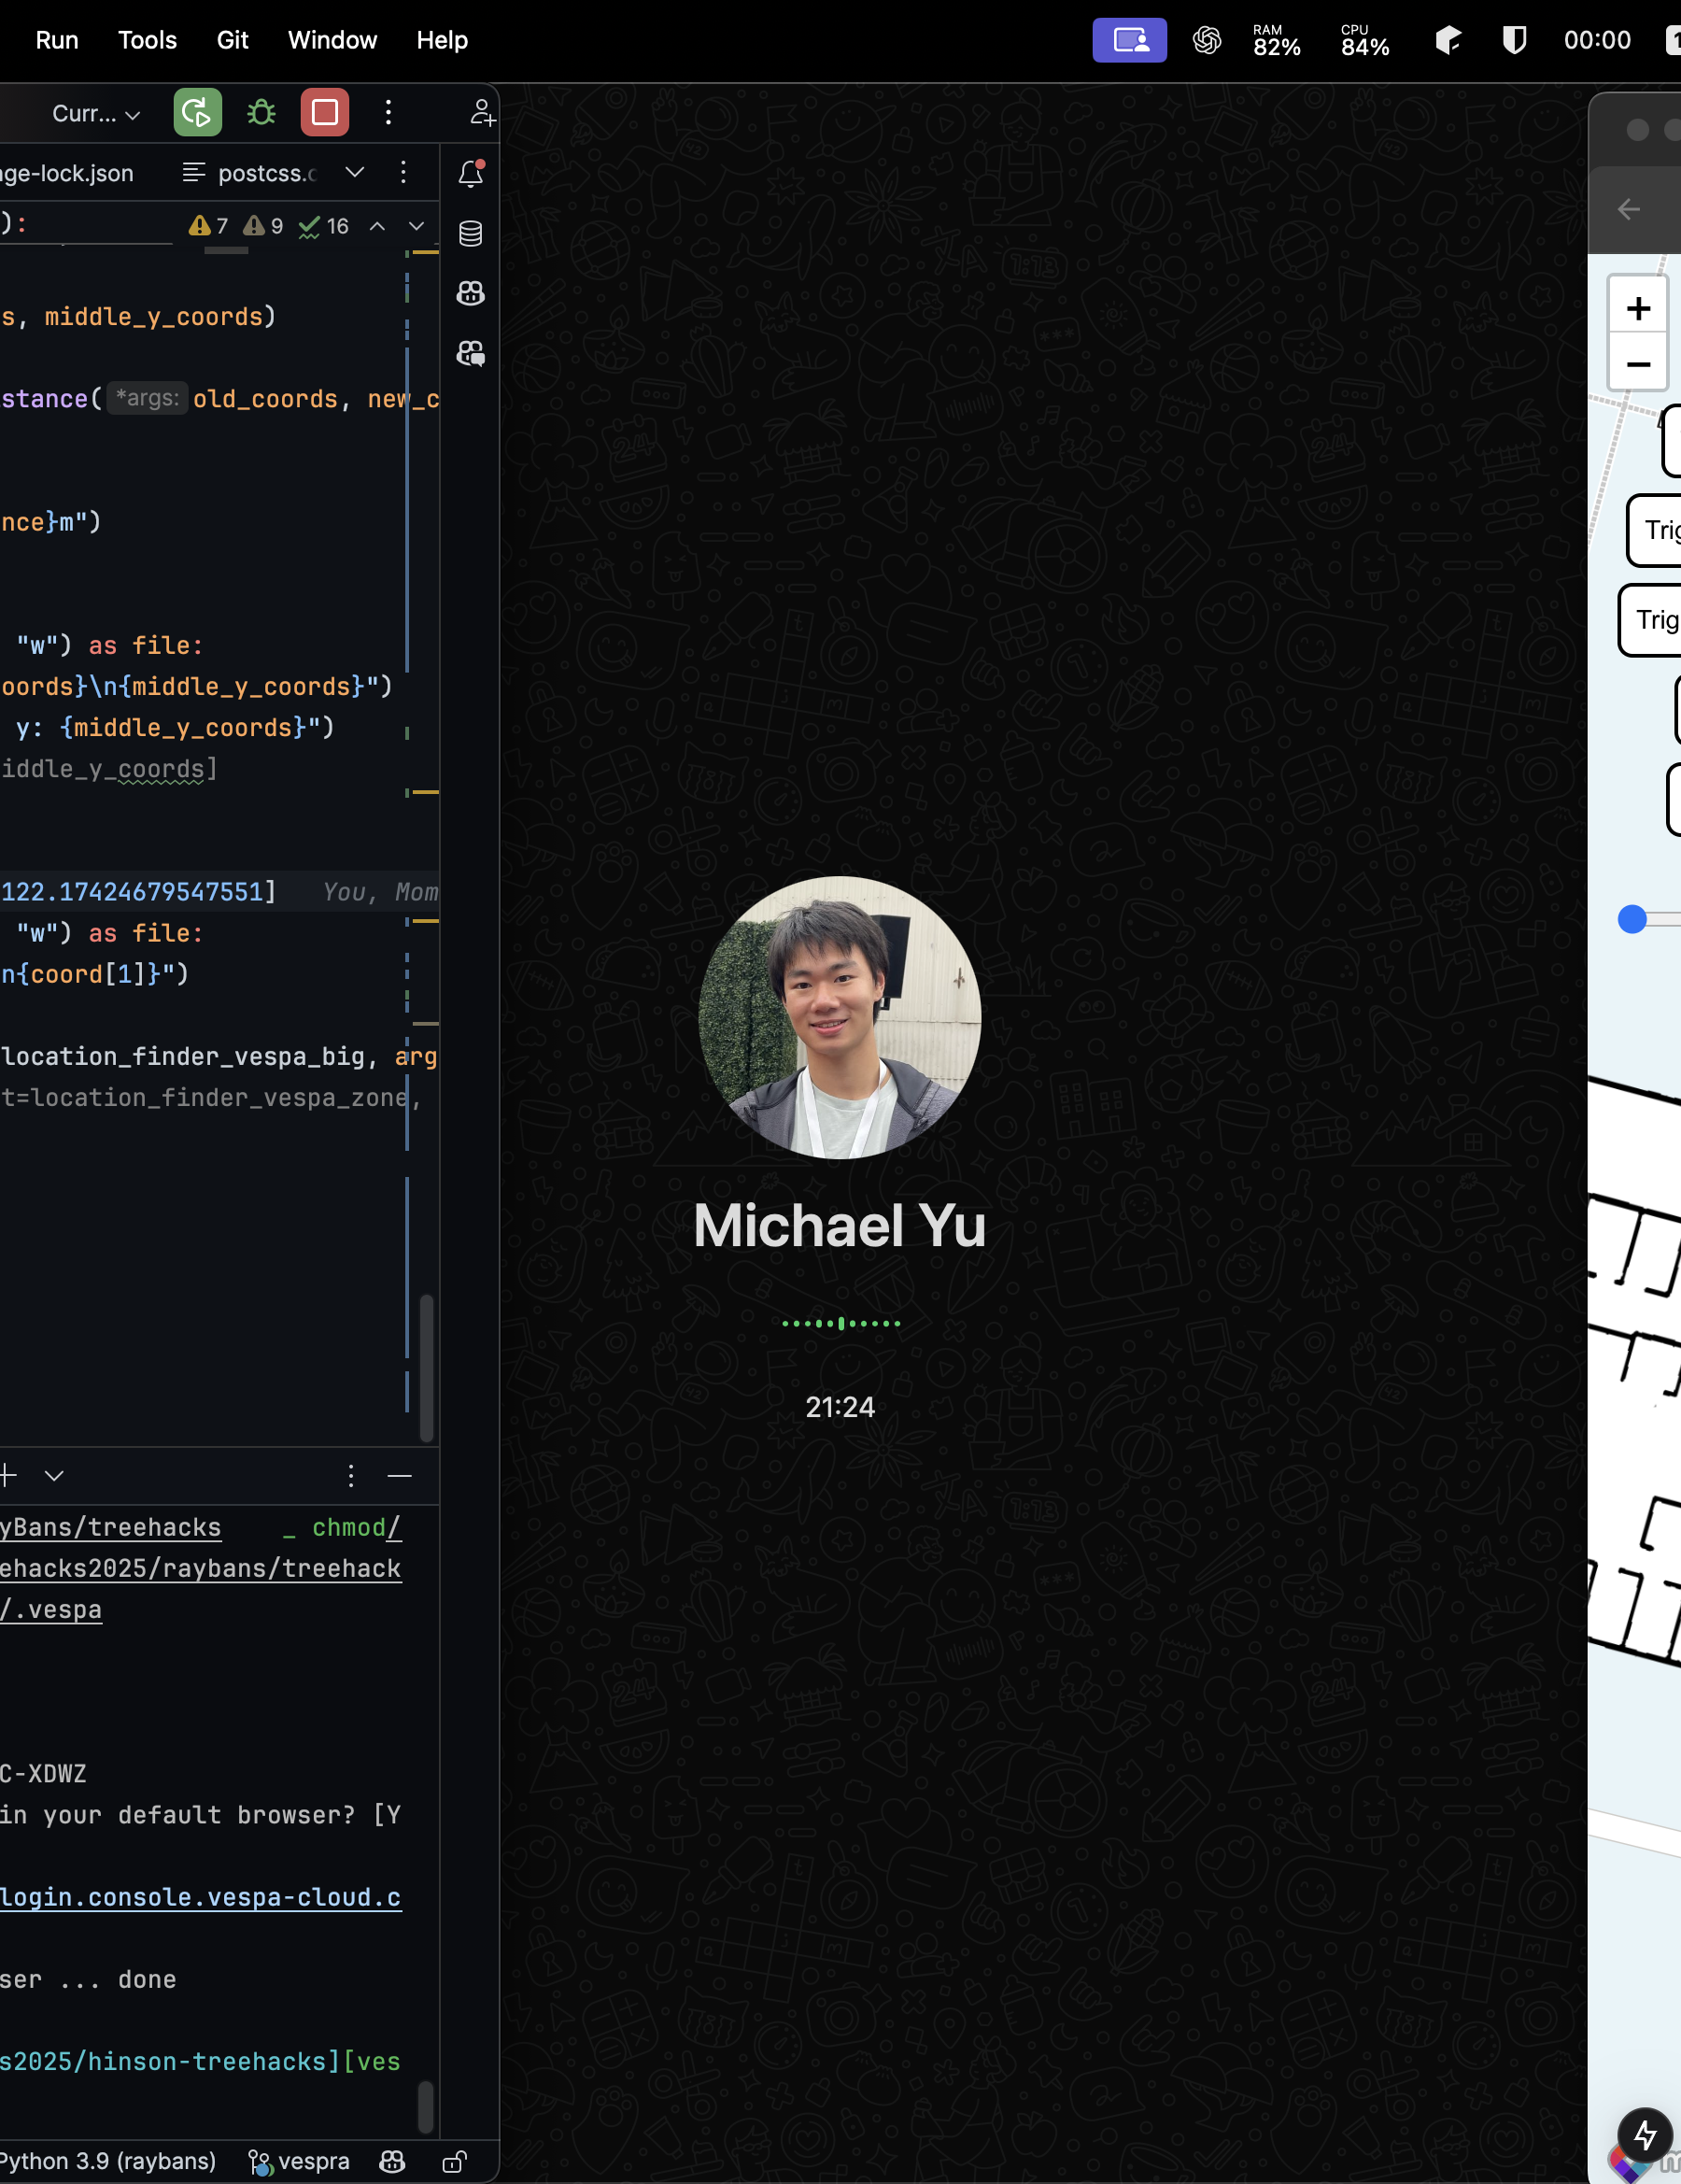 Run Tools Git Window Help
RAM
82%
CPU
84%
00:00
Curr...
ge-lock.json
postcss.c
):
7 9 16
s, middle_y_coords)
stance( *args: old_coords, new_c
nce}m")
"w") as file:
oords}\n{middle_y_coords}")
y: {middle_y_coords}")
iddle_y_coords]
122.17424679547551] You, Mom
"w") as file:
n{coord[1]}")
location_finder_vespa_big, arg
t=location_finder_vespa_zone,
yBans/treehacks _ chmod/
ehacks2025/raybans/treehack
/.vespa
C-XDWZ
in your default browser? [Y
login.console.vespa-cloud.c
ser ... done
s2025/hinson-treehacks][ves
Python 3.9 (raybans) vespra
Michael Yu
21:24
+
−
Trig
Trig